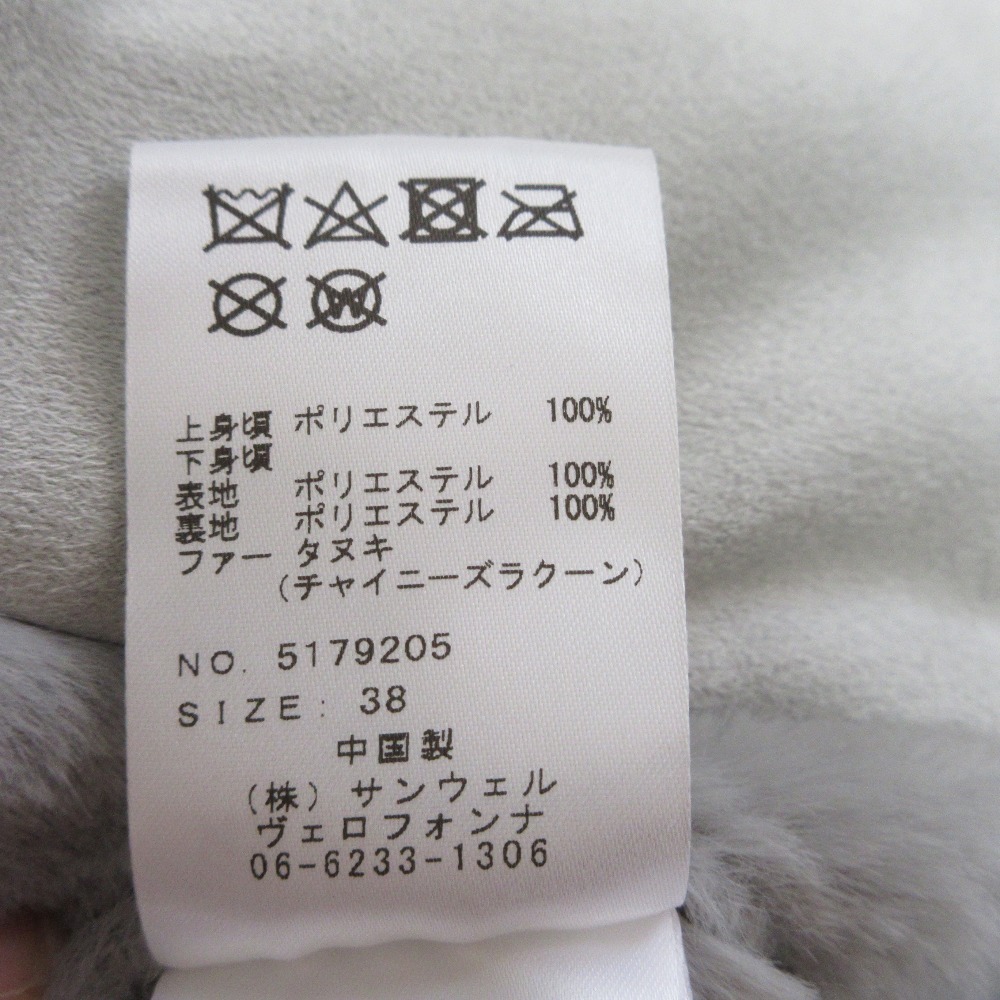 上身頃 ポリエステル 100%
下身頃
表地 ポリエステル 100%
裏地 ポリエステル 100%
ファー タヌキ
(チャイニーズラクーン)
NO. 5179205
SIZE: 38
中国製
(株) サンウェル
ヴェロフォンナ
06-6233-1306